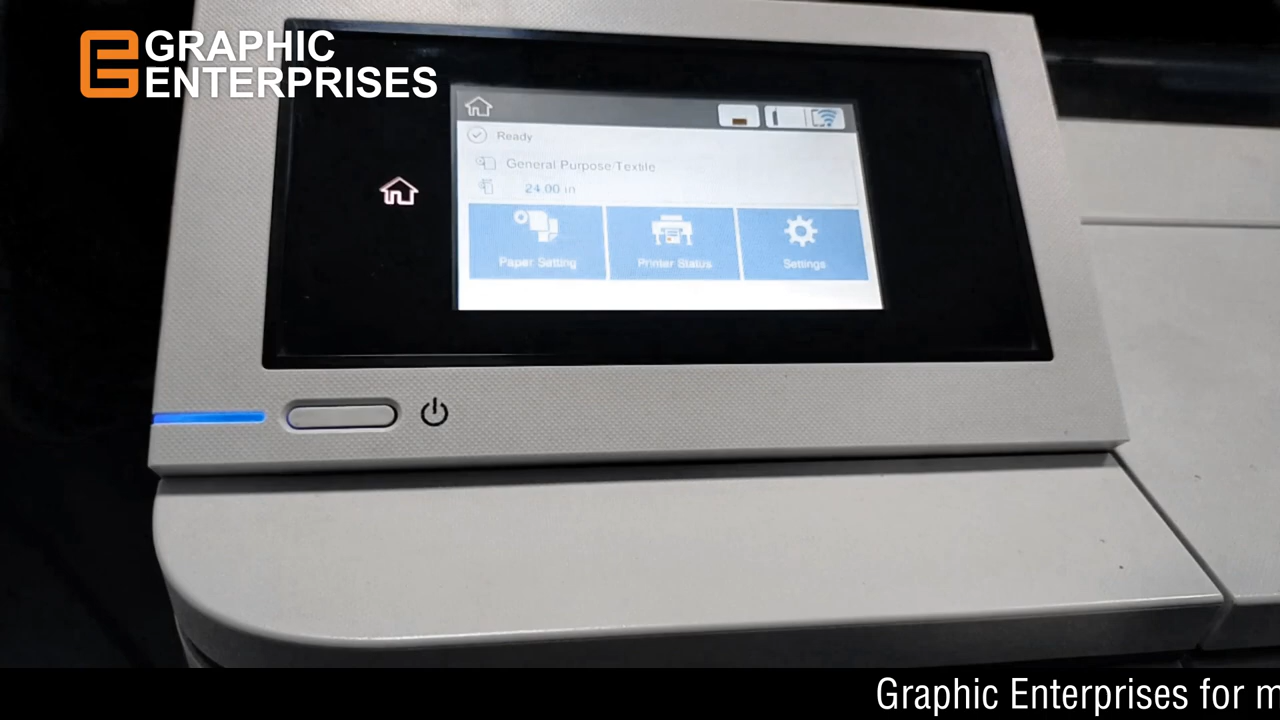 GRAPHIC
ENTERPRISES
Ready
General Purpose Textile
24.00 in
Paper Setting
Printer Status
Settings
Graphic Enterprises for